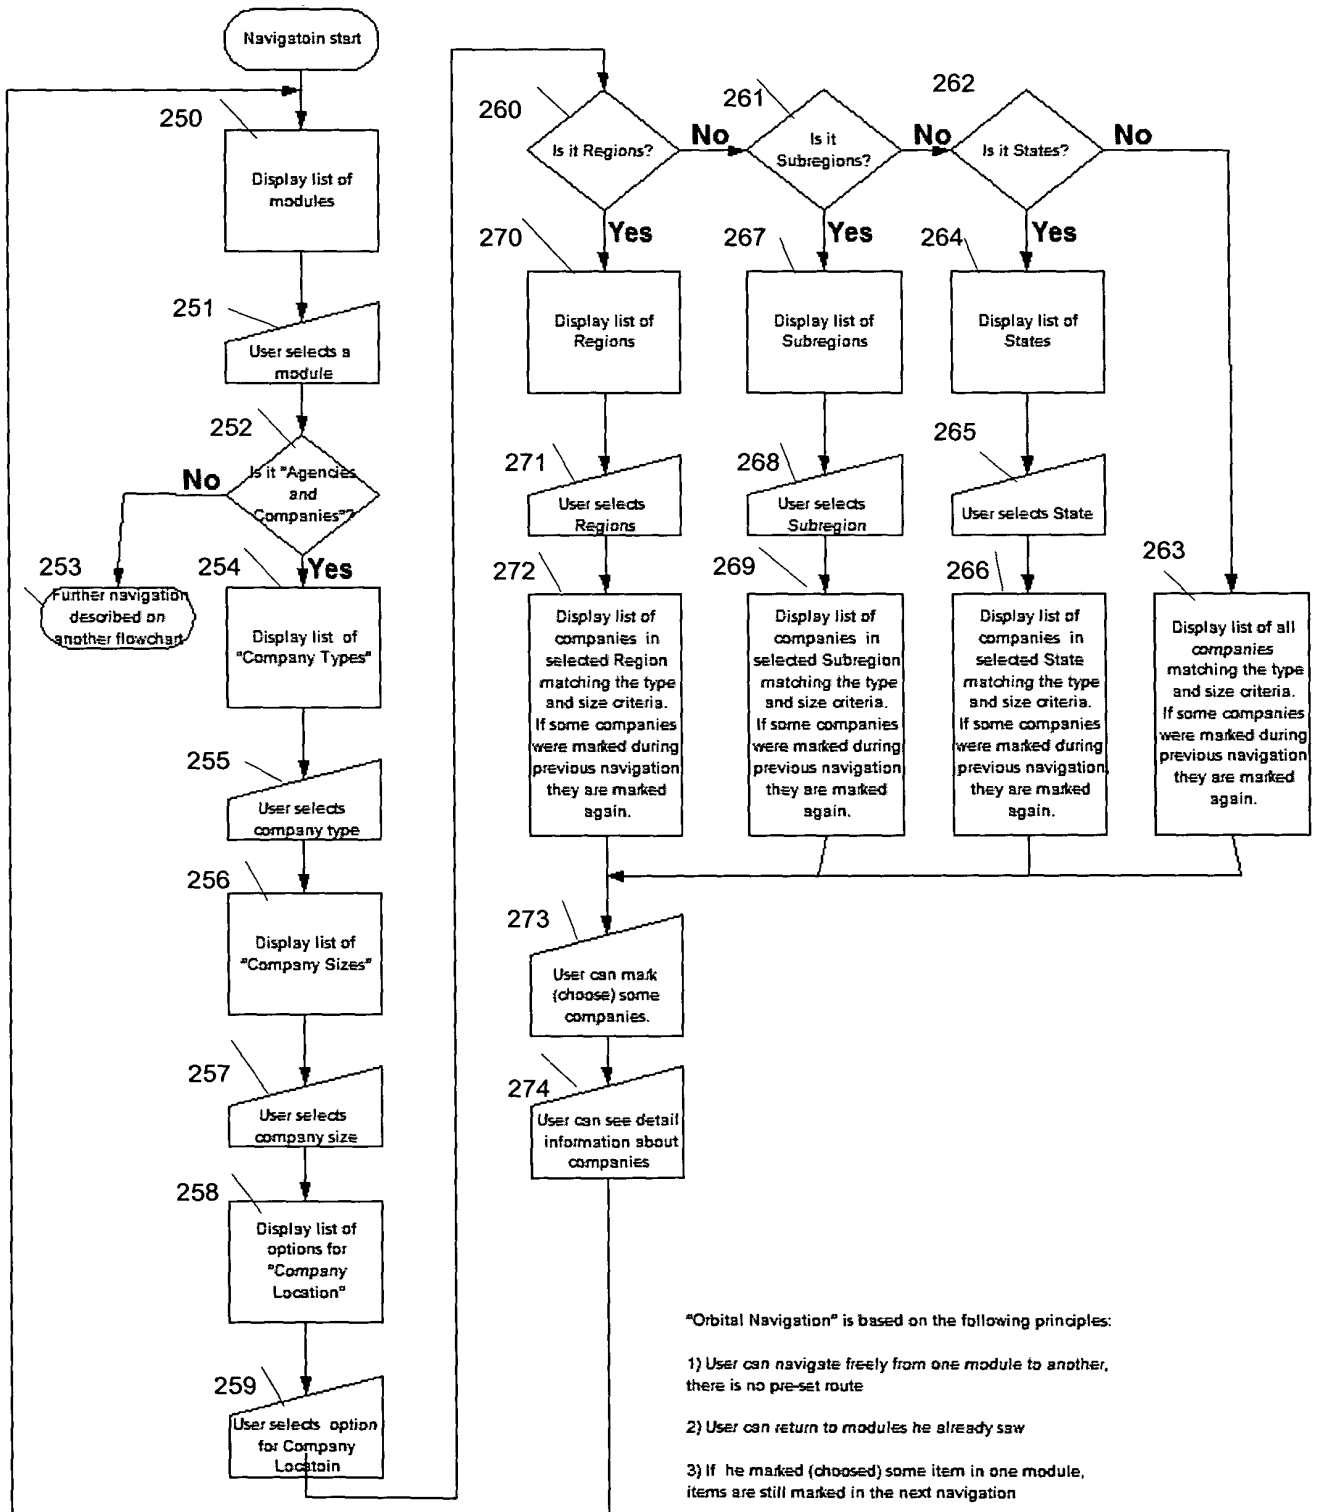 Navigatoin start
250
Display list of
modules
251
User selects a
module
252
Is it "Agencies
and
Companies"?
No
Yes
253
Further navigation
described on
another flowchart
254
Display list of
"Company Types"
255
User selects
company type
256
Display list of
"Company Sizes"
257
User selects
company size
258
Display list of
options for
"Company
Location"
259
User selects option
for Company
Locatoin
260
Is it Regions?
No
Yes
261
Is it
Subregions?
No
Yes
262
Is it States?
No
Yes
270
Display list of
Regions
267
Display list of
Subregions
264
Display list of
States
271
User selects
Regions
268
User selects
Subregion
265
User selects State
272
Display list of
companies in
selected Region
matching the type
and size criteria.
If some companies
were marked during
previous navigation
they are marked
again.
269
Display list of
companies in
selected Subregion
matching the type
and size criteria.
If some companies
were marked during
previous navigation
they are marked
again.
266
Display list of
companies in
selected State
matching the type
and size criteria.
If some companies
were marked during
previous navigation
they are marked
again.
263
Display list of all
companies
matching the type
and size criteria.
If some companies
were marked during
previous navigation
they are marked
again.
273
User can mark
(choose) some
companies.
274
User can see detail
information about
companies
"Orbital Navigation" is based on the following principles:
1) User can navigate freely from one module to another,
there is no pre-set route
2) User can return to modules he already saw
3) If he marked (choosed) some item in one module,
items are still marked in the next navigation